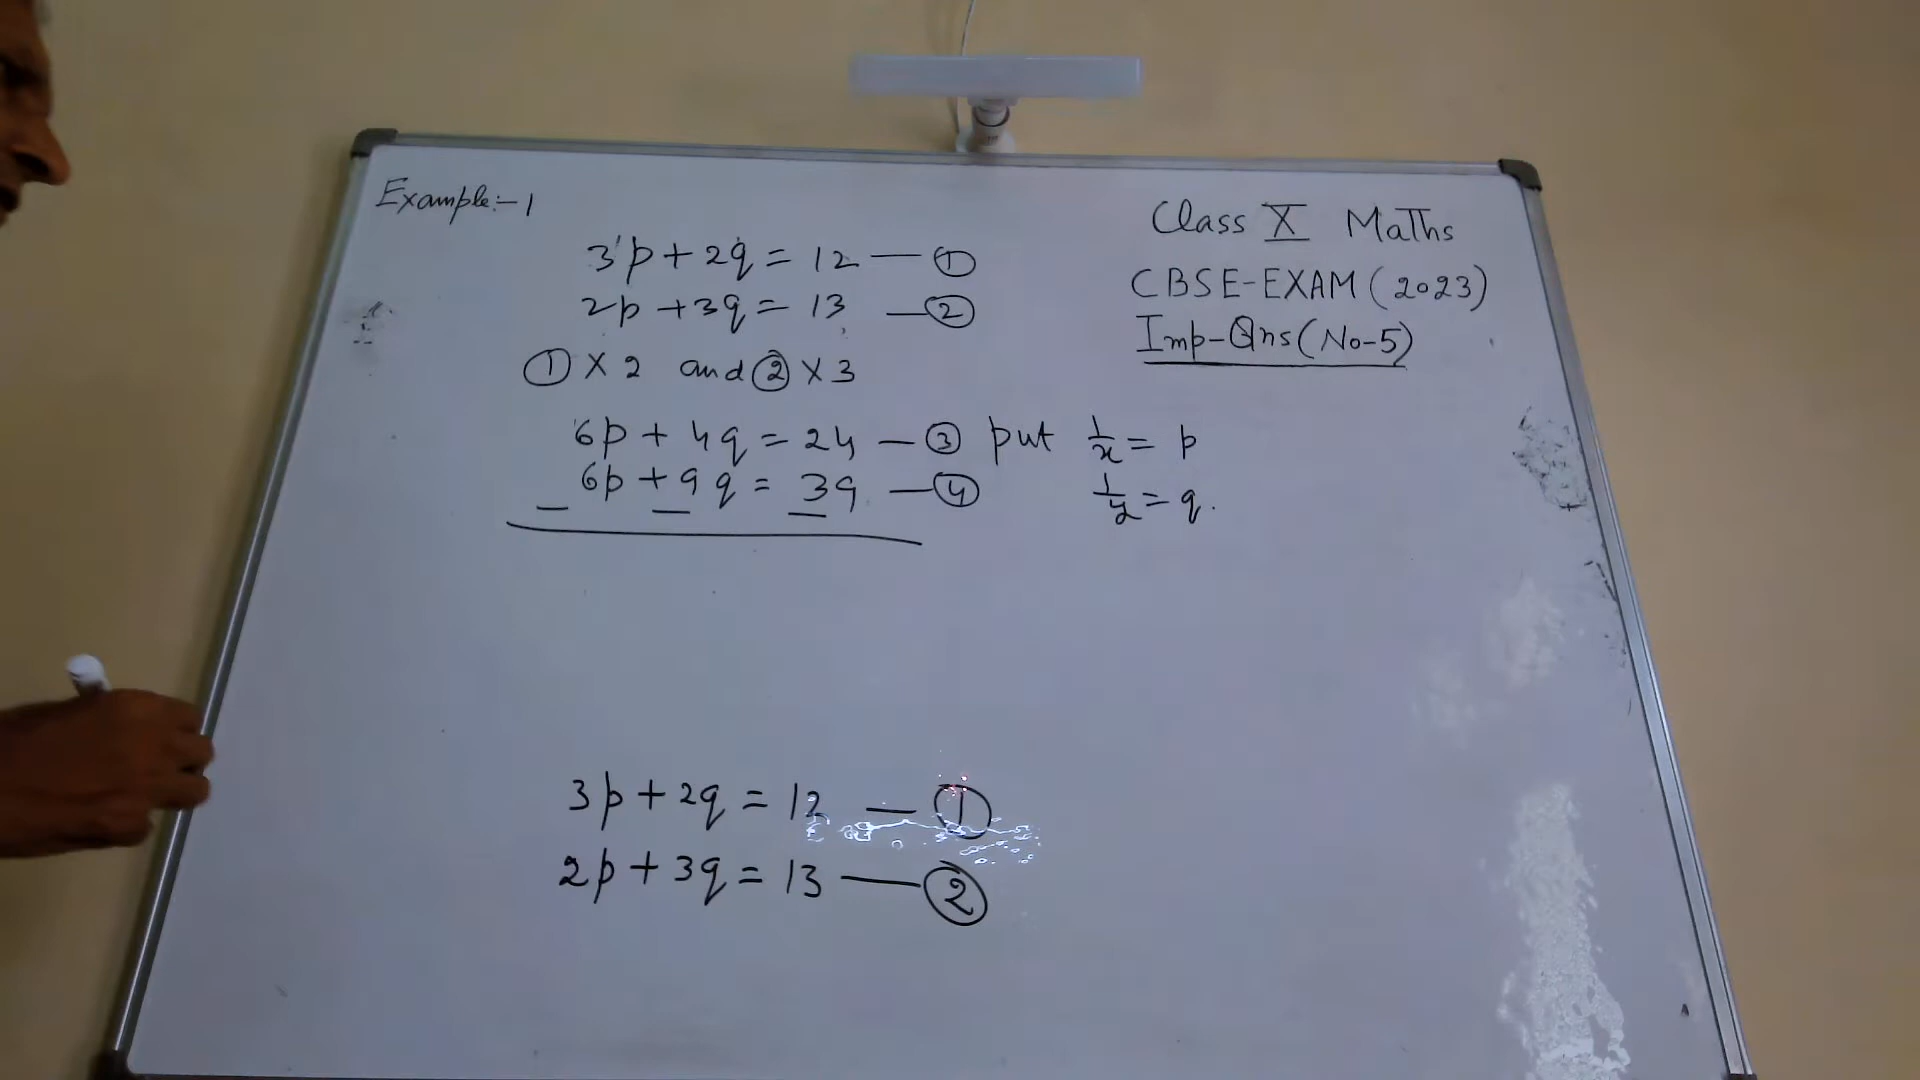 Example:- 1
3p + 2q = 12 — ①
2p + 3q = 13 — ②
① X 2 and ② X 3
6p + 4q = 24 — ③
6p + 9q = 39 — ④
_ _ _
put 1/x = p
1/y = q.
Class X Maths
CBSE-EXAM (2023)
Imp-Qns (No-5)
3p + 2q = 12 — ①
2p + 3q = 13 — ②